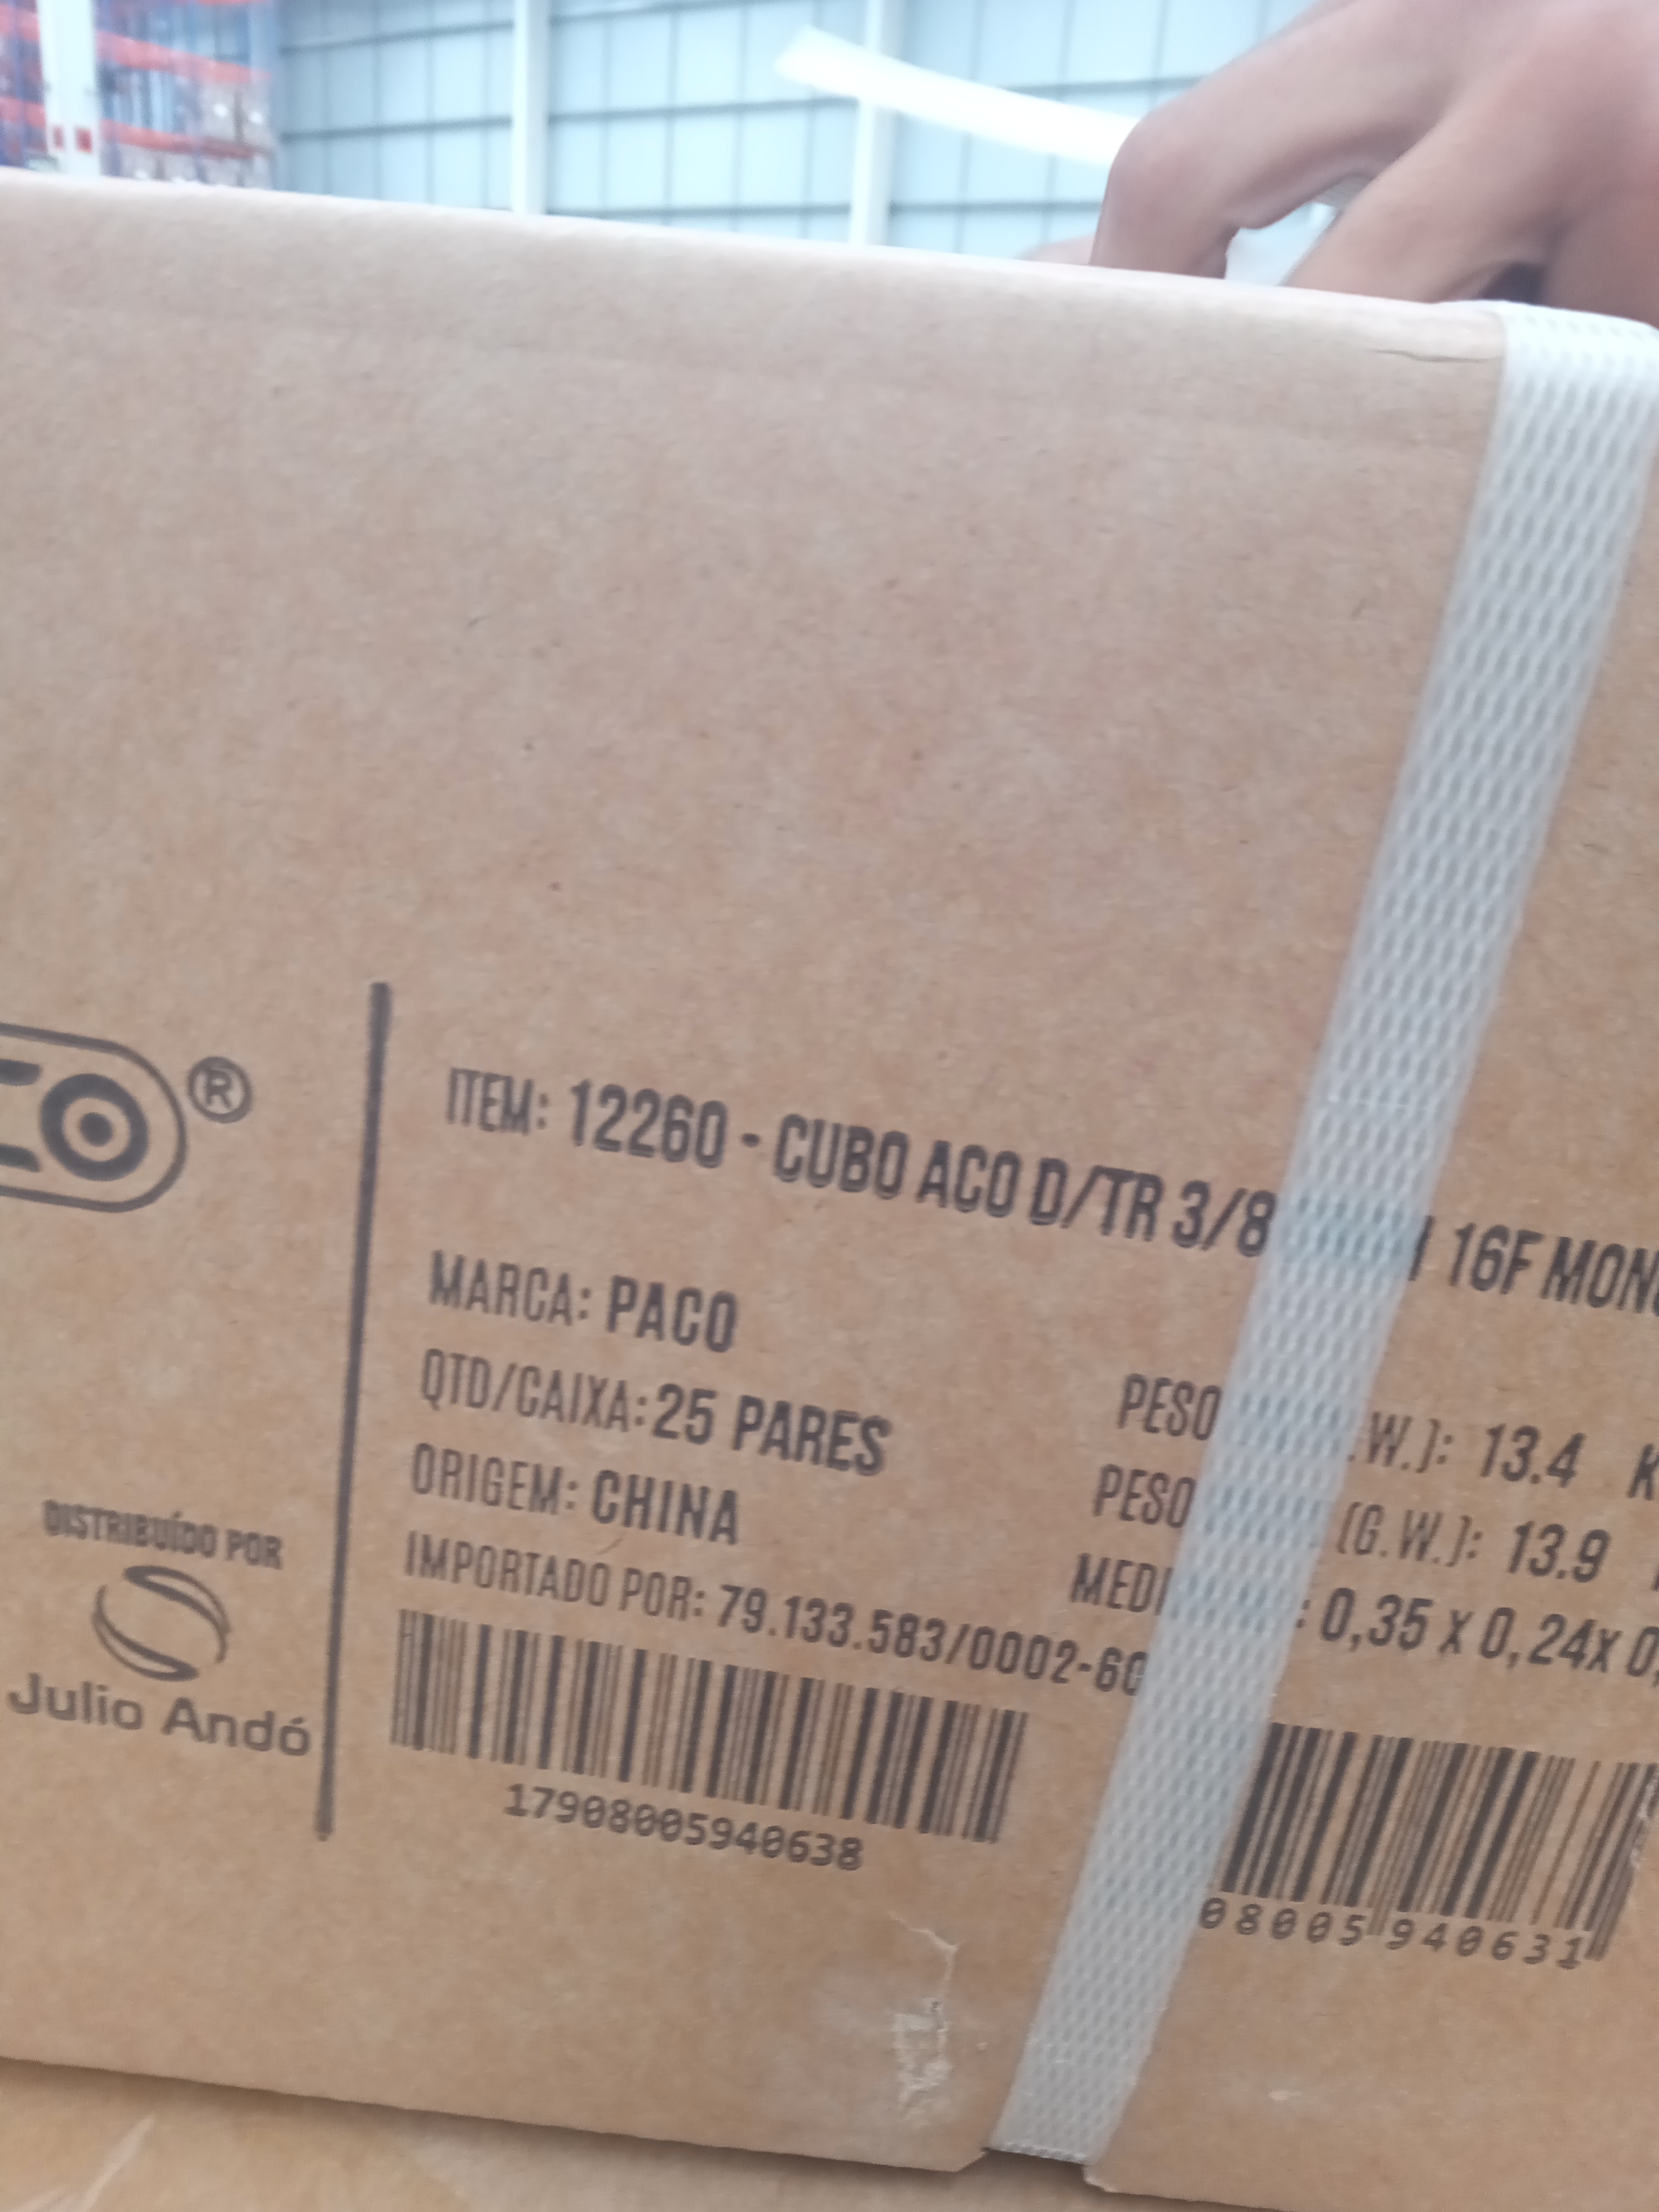 CO®
ITEM: 12260 - CUBO ACO D/TR 3/8 16F
MARCA: PACO
QTD/CAIXA: 25 PARES
ORIGEM: CHINA
IMPORTADO POR: 79.133.583/0002-6
PESO .W.): 13.4
PESO (G.W.): 13.9
: 0,35 x 0,24x 0,
DISTRIBUÍDO POR
Julio Andó
17908005940638
08005 940631